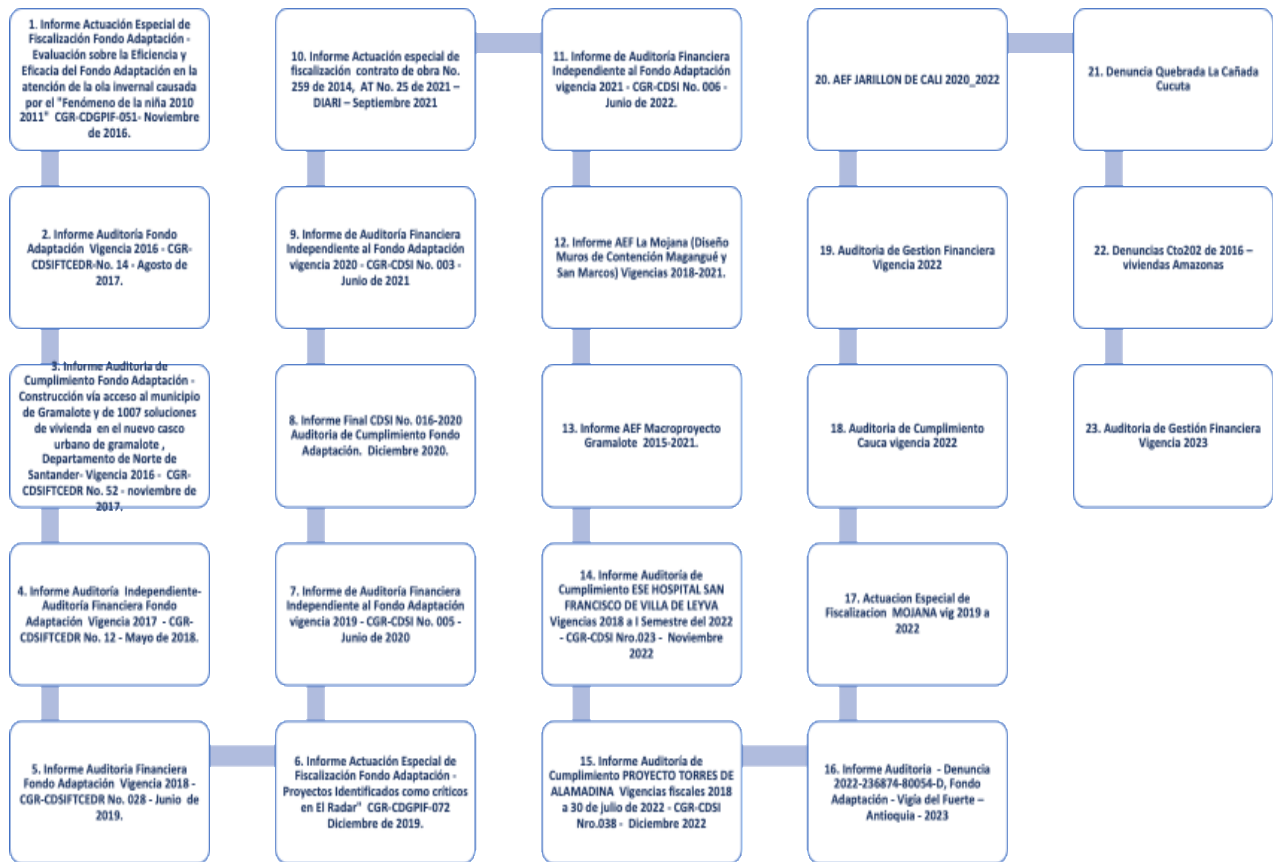 1. Informe Actuación Especial de
Fiscalización Fondo Adaptación -
Evaluación sobre la Eficiencia y
Eficacia del Fondo Adaptación en la
atención de la ola invernal causada
por el "Fenómeno de la niña 2010
2011" CGR-CDGPIF-051- Noviembre
de 2016.
2. Informe Auditoría Fondo
Adaptación Vigencia 2016 - CGR-
CDSIFTCEDR-No. 14 - Agosto de
2017.
3. Informe Auditoria de
Cumplimiento Fondo Adaptación -
Construcción vía acceso al municipio
de Gramalote y de 1007 soluciones
de vivienda en el nuevo casco
urbano de gramalote ,
Departamento de Norte de
Santander- Vigencia 2016 - CGR-
CDSIFTCEDR No. 52 - noviembre de
2017.
4. Informe Auditoría Independiente-
Auditoría Financiera Fondo
Adaptación Vigencia 2017 - CGR-
CDSIFTCEDR No. 12 - Mayo de 2018.
5. Informe Auditoria Financiera
Fondo Adaptación Vigencia 2018 -
CGR-CDSIFTCEDR No. 028 - Junio de
2019.
6. Informe Actuación Especial de
Fiscalización Fondo Adaptación -
Proyectos Identificados como críticos
en El Radar" CGR-CDGPIF-072
Diciembre de 2019.
7. Informe de Auditoría Financiera
Independiente al Fondo Adaptación
vigencia 2019 - CGR-CDSI No. 005 -
Junio de 2020
8. Informe Final CDSI No. 016-2020
Auditoria de Cumplimiento Fondo
Adaptación. Diciembre 2020.
9. Informe de Auditoría Financiera
Independiente al Fondo Adaptación
vigencia 2020 - CGR-CDSI No. 003 -
Junio de 2021
10. Informe Actuación especial de
fiscalización contrato de obra No.
259 de 2014, AT No. 25 de 2021 –
DIARI – Septiembre 2021
11. Informe de Auditoría Financiera
Independiente al Fondo Adaptación
vigencia 2021 - CGR-CDSI No. 006 -
Junio de 2022.
12. Informe AEF La Mojana (Diseño
Muros de Contención Magangué y
San Marcos) Vigencias 2018-2021.
13. Informe AEF Macroproyecto
Gramalote 2015-2021.
14. Informe Auditoría de
Cumplimiento ESE HOSPITAL SAN
FRANCISCO DE VILLA DE LEYVA
Vigencias 2018 a I Semestre del 2022
- CGR-CDSI Nro.023 - Noviembre
2022
15. Informe Auditoría de
Cumplimiento PROYECTO TORRES DE
ALAMADINA Vigencias fiscales 2018
a 30 de julio de 2022 - CGR-CDSI
Nro.038 - Diciembre 2022
16. Informe Auditoria - Denuncia
2022-236874-80054-D, Fondo
Adaptación - Vigía del Fuerte –
Antioquia - 2023
17. Actuacion Especial de
Fiscalizacion MOJANA vig 2019 a
2022
18. Auditoria de Cumplimiento
Cauca vigencia 2022
19. Auditoria de Gestion Financiera
Vigencia 2022
20. AEF JARILLON DE CALI 2020_2022
21. Denuncia Quebrada La Cañada
Cucuta
22. Denuncias Cto202 de 2016 –
viviendas Amazonas
23. Auditoria de Gestión Financiera
Vigencia 2023